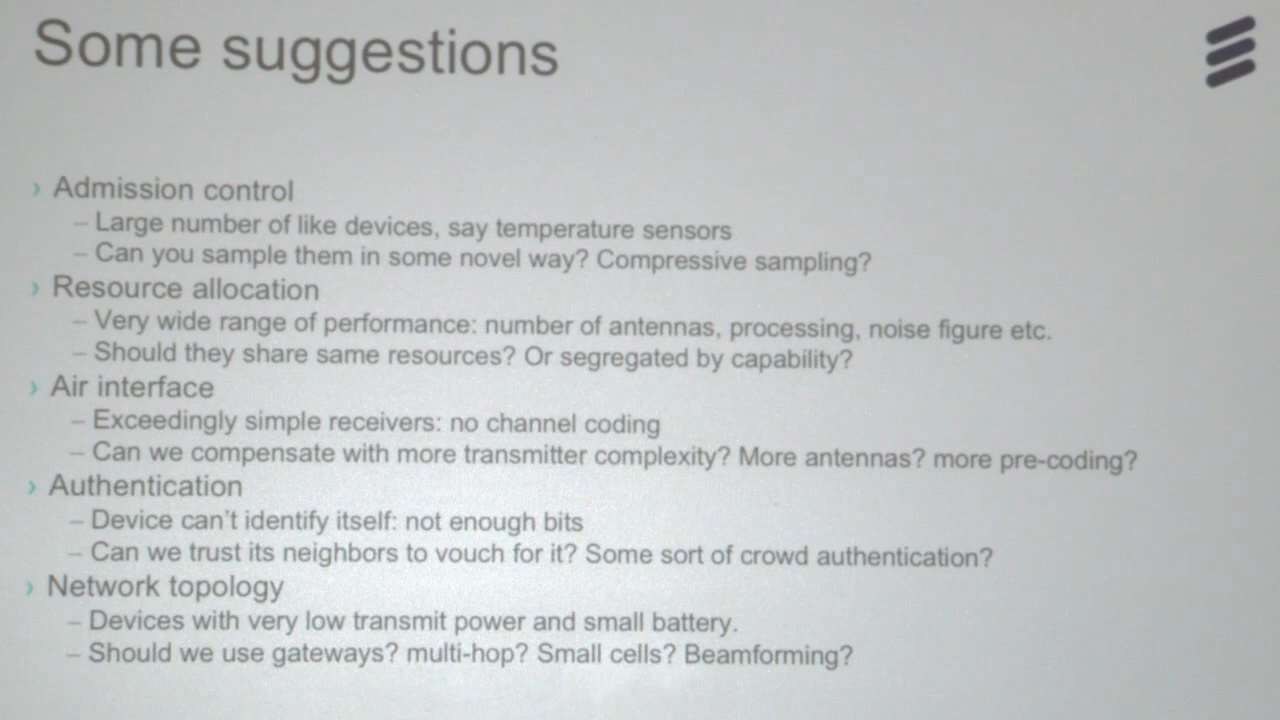 Some suggestions
› Admission control
– Large number of like devices, say temperature sensors
– Can you sample them in some novel way? Compressive sampling?
› Resource allocation
– Very wide range of performance: number of antennas, processing, noise figure etc.
– Should they share same resources? Or segregated by capability?
› Air interface
– Exceedingly simple receivers: no channel coding
– Can we compensate with more transmitter complexity? More antennas? more pre-coding?
› Authentication
– Device can't identify itself: not enough bits
– Can we trust its neighbors to vouch for it? Some sort of crowd authentication?
› Network topology
– Devices with very low transmit power and small battery.
– Should we use gateways? multi-hop? Small cells? Beamforming?